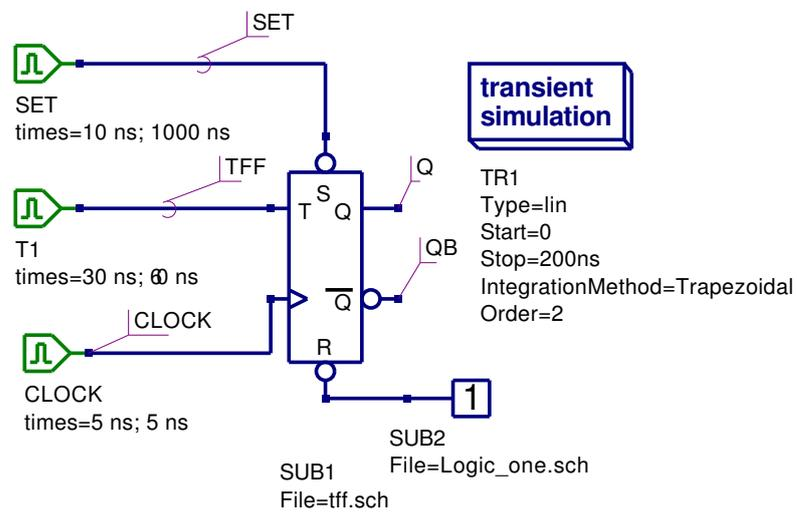 SET
SET
times=10 ns; 1000 ns
transient
simulation
TFF
T1
times=30 ns; 60 ns
S
T
Q
Q
QB
Q
R
TR1
Type=lin
Start=0
Stop=200ns
IntegrationMethod=Trapezoidal
Order=2
CLOCK
CLOCK
times=5 ns; 5 ns
1
SUB2
File=Logic_one.sch
SUB1
File=tff.sch